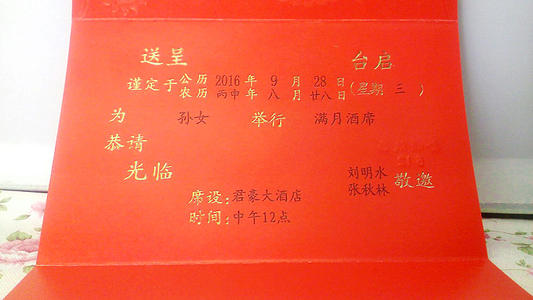 送呈 台启
谨定于 公历 2016 年 9 月 28 日 (星期 三 )
农历 丙申 年 八 月 廿八 日
为 孙女 举行 满月酒席
恭请
光临
刘明水
张秋林 敬邀
席设:君豪大酒店
时间:中午12点